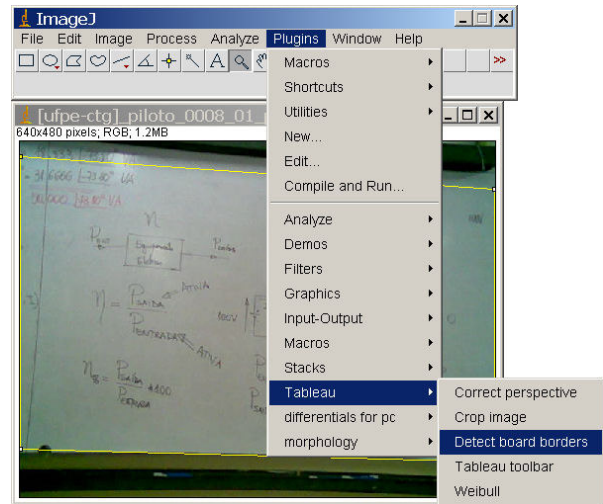 ImageJ
File Edit Image Process Analyze Plugins Window Help
A
>>
Macros
Shortcuts
Utilities
New...
Edit...
Compile and Run...
Analyze
Demos
Filters
Graphics
Input-Output
Macros
Stacks
Tableau
differentials for pc
morphology
Correct perspective
Crop image
Detect board borders
Tableau toolbar
Weibull
[ufpe-ctg]_piloto_0008_01_
640x480 pixels; RGB; 1.2MB
VA
η
η = PSAIDA
ATIVA
PENTRADA
ATIVA